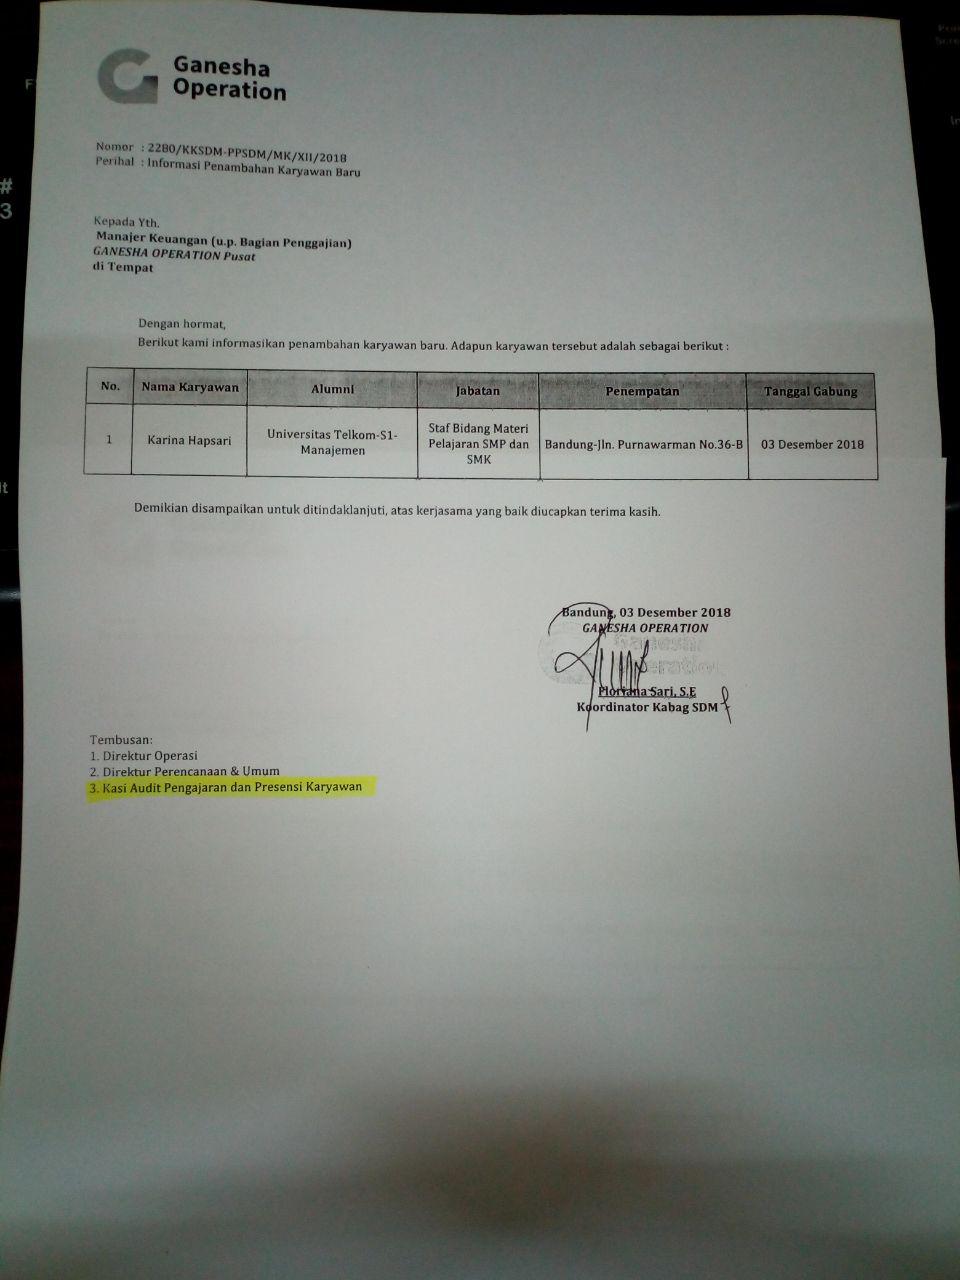 Ganesha
Operation
Nomor : 2280/KKSDM-PPSDM/MK/XII/2018
Perihal : Informasi Penambahan Karyawan Baru
Kepada Yth.
Manajer Keuangan (u.p. Bagian Penggajian)
GANESHA OPERATION Pusat
di Tempat
Dengan hormat,
Berikut kami informasikan penambahan karyawan baru. Adapun karyawan tersebut adalah sebagai berikut :
No. Nama Karyawan Alumni Jabatan Penempatan Tanggal Gabung
1 Karina Hapsari Universitas Telkom-S1-Manajemen Staf Bidang Materi Pelajaran SMP dan SMK Bandung-Jln. Purnawarman No.36-B 03 Desember 2018
Demikian disampaikan untuk ditindaklanjuti, atas kerjasama yang baik diucapkan terima kasih.
Bandung, 03 Desember 2018
GANESHA OPERATION
Ganesha
Operation
Floriana Sari, S.E
Koordinator Kabag SDM
Tembusan:
1. Direktur Operasi
2. Direktur Perencanaan & Umum
3. Kasi Audit Pengajaran dan Presensi Karyawan
#
3